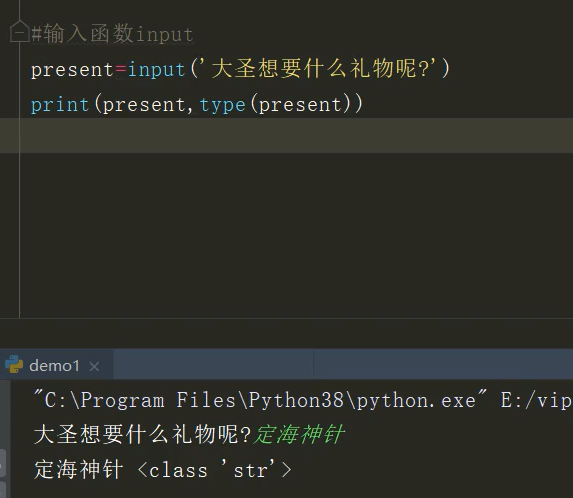 #输入函数input
present=input('大圣想要什么礼物呢?')
print(present,type(present))
demo1
"C:\Program Files\Python38\python.exe" E:/vip
大圣想要什么礼物呢?定海神针
定海神针 <class 'str'>